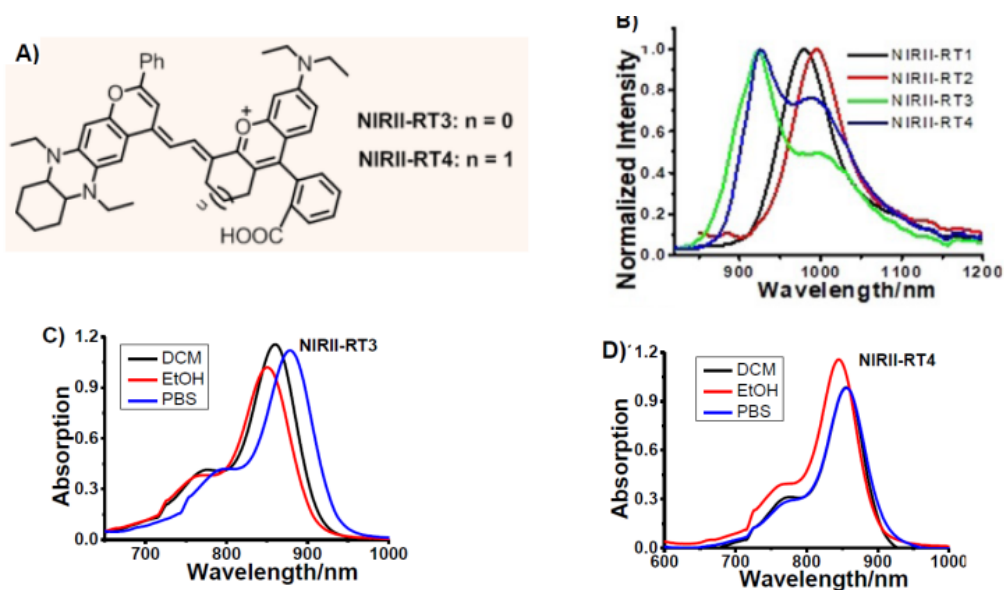 A)
Ph
O
N
O+
N
N
n
HOOC
NIRII-RT3: n = 0
NIRII-RT4: n = 1
B)
NIRII-RT1
NIRII-RT2
NIRII-RT3
NIRII-RT4
Normalized Intensity
1.0
0.8
0.6
0.4
0.2
0.0
900 1000 1100 1200
Wavelength/nm
C)
NIRII-RT3
DCM
EtOH
PBS
Absorption
1.2
0.9
0.6
0.3
0.0
700 800 900 1000
Wavelength/nm
D)
NIRII-RT4
DCM
EtOH
PBS
Absorption
1.2
0.9
0.6
0.3
0.0
600 700 800 900 1000
Wavelength/nm